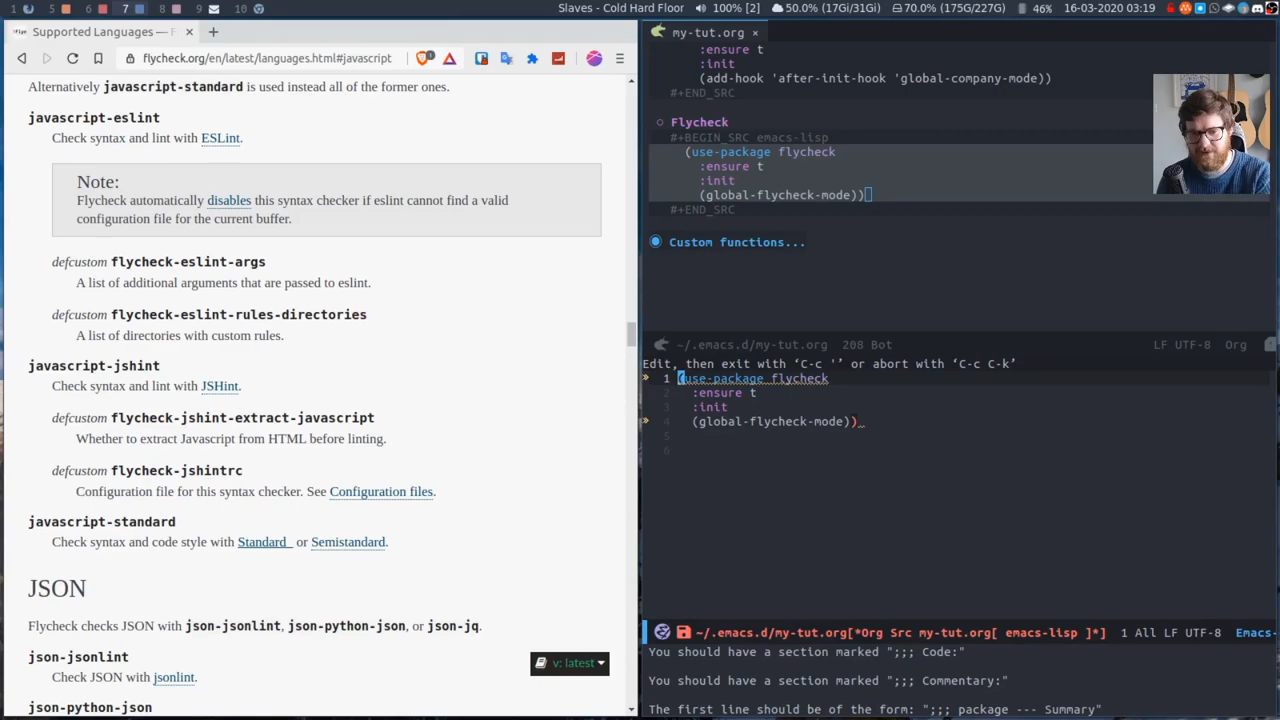 1 5 6 7 8 9 10
Slaves - Cold Hard Floor
100% [2] 50.0% (17Gi/31Gi) 70.0% (175G/227G) 46% 16-03-2020 03:19
Supported Languages — F
flycheck.org/en/latest/languages.html#javascript
Alternatively javascript-standard is used instead all of the former ones.
javascript-eslint
Check syntax and lint with ESLint.
Note:
Flycheck automatically disables this syntax checker if eslint cannot find a valid
configuration file for the current buffer.
defcustom flycheck-eslint-args
A list of additional arguments that are passed to eslint.
defcustom flycheck-eslint-rules-directories
A list of directories with custom rules.
javascript-jshint
Check syntax and lint with JSHint.
defcustom flycheck-jshint-extract-javascript
Whether to extract Javascript from HTML before linting.
defcustom flycheck-jshintrc
Configuration file for this syntax checker. See Configuration files.
javascript-standard
Check syntax and code style with Standard_ or Semistandard.
JSON
Flycheck checks JSON with json-jsonlint, json-python-json, or json-jq.
json-jsonlint
Check JSON with jsonlint.
json-python-json
v: latest
my-tut.org ×
:ensure t
:init
(add-hook 'after-init-hook 'global-company-mode))
#+END_SRC
Flycheck
#+BEGIN_SRC emacs-lisp
(use-package flycheck
:ensure t
:init
(global-flycheck-mode))
#+END_SRC
Custom functions...
~/.emacs.d/my-tut.org 208 Bot LF UTF-8 Org
Edit, then exit with ‘C-c '’ or abort with ‘C-c C-k’
1 (use-package flycheck
2 :ensure t
3 :init
4 (global-flycheck-mode))
5
6
~/.emacs.d/my-tut.org[*Org Src my-tut.org[ emacs-lisp ]*] 1 All LF UTF-8 Emacs-
You should have a section marked ";;; Code:"
You should have a section marked ";;; Commentary:"
The first line should be of the form: ";;; package --- Summary"